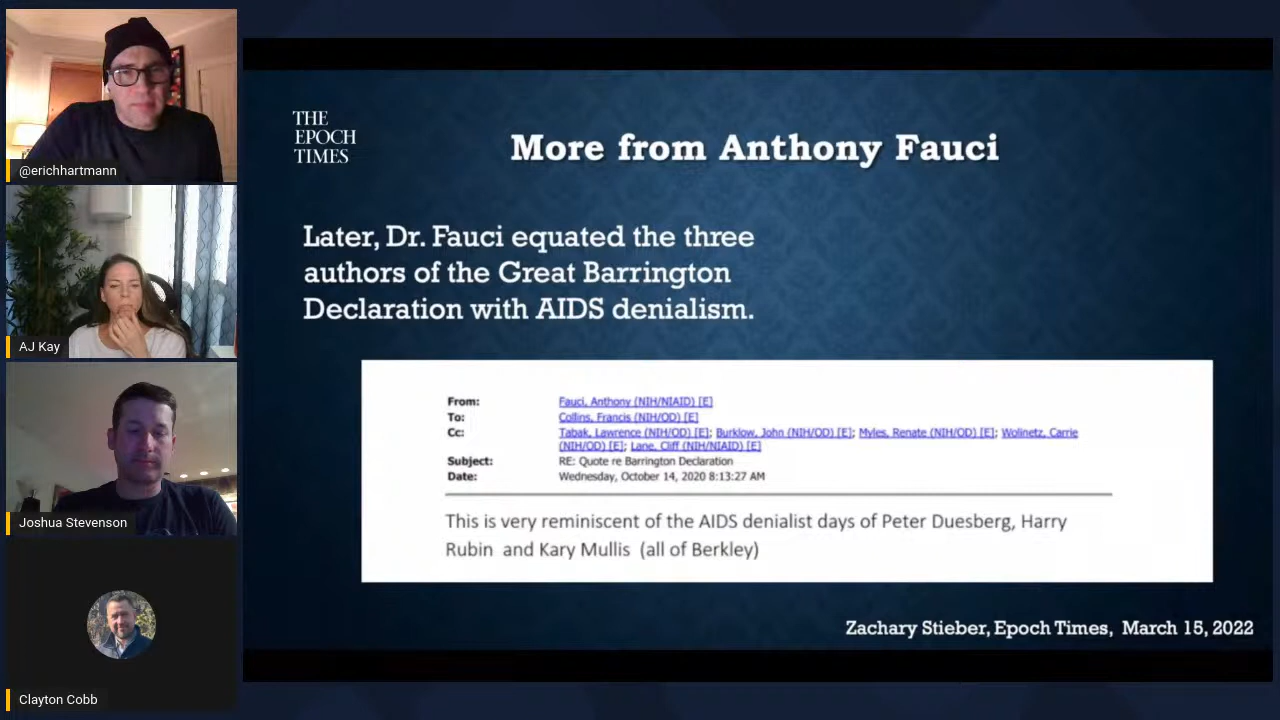 @erichhartmann
AJ Kay
Joshua Stevenson
Clayton Cobb
THE
EPOCH
TIMES
More from Anthony Fauci
Later, Dr. Fauci equated the three
authors of the Great Barrington
Declaration with AIDS denialism.
From: Fauci, Anthony (NIH/NIAID) [E]
To: Collins, Francis (NIH/OD) [E]
Cc: Tabak, Lawrence (NIH/OD) [E]; Burklow, John (NIH/OD) [E]; Myles, Renate (NIH/OD) [E]; Wolinetz, Carrie
(NIH/OD) [E]; Lane, Cliff (NIH/NIAID) [E]
Subject: RE: Quote re Barrington Declaration
Date: Wednesday, October 14, 2020 8:13:27 AM
This is very reminiscent of the AIDS denialist days of Peter Duesberg, Harry
Rubin and Kary Mullis (all of Berkley)
Zachary Stieber, Epoch Times, March 15, 2022